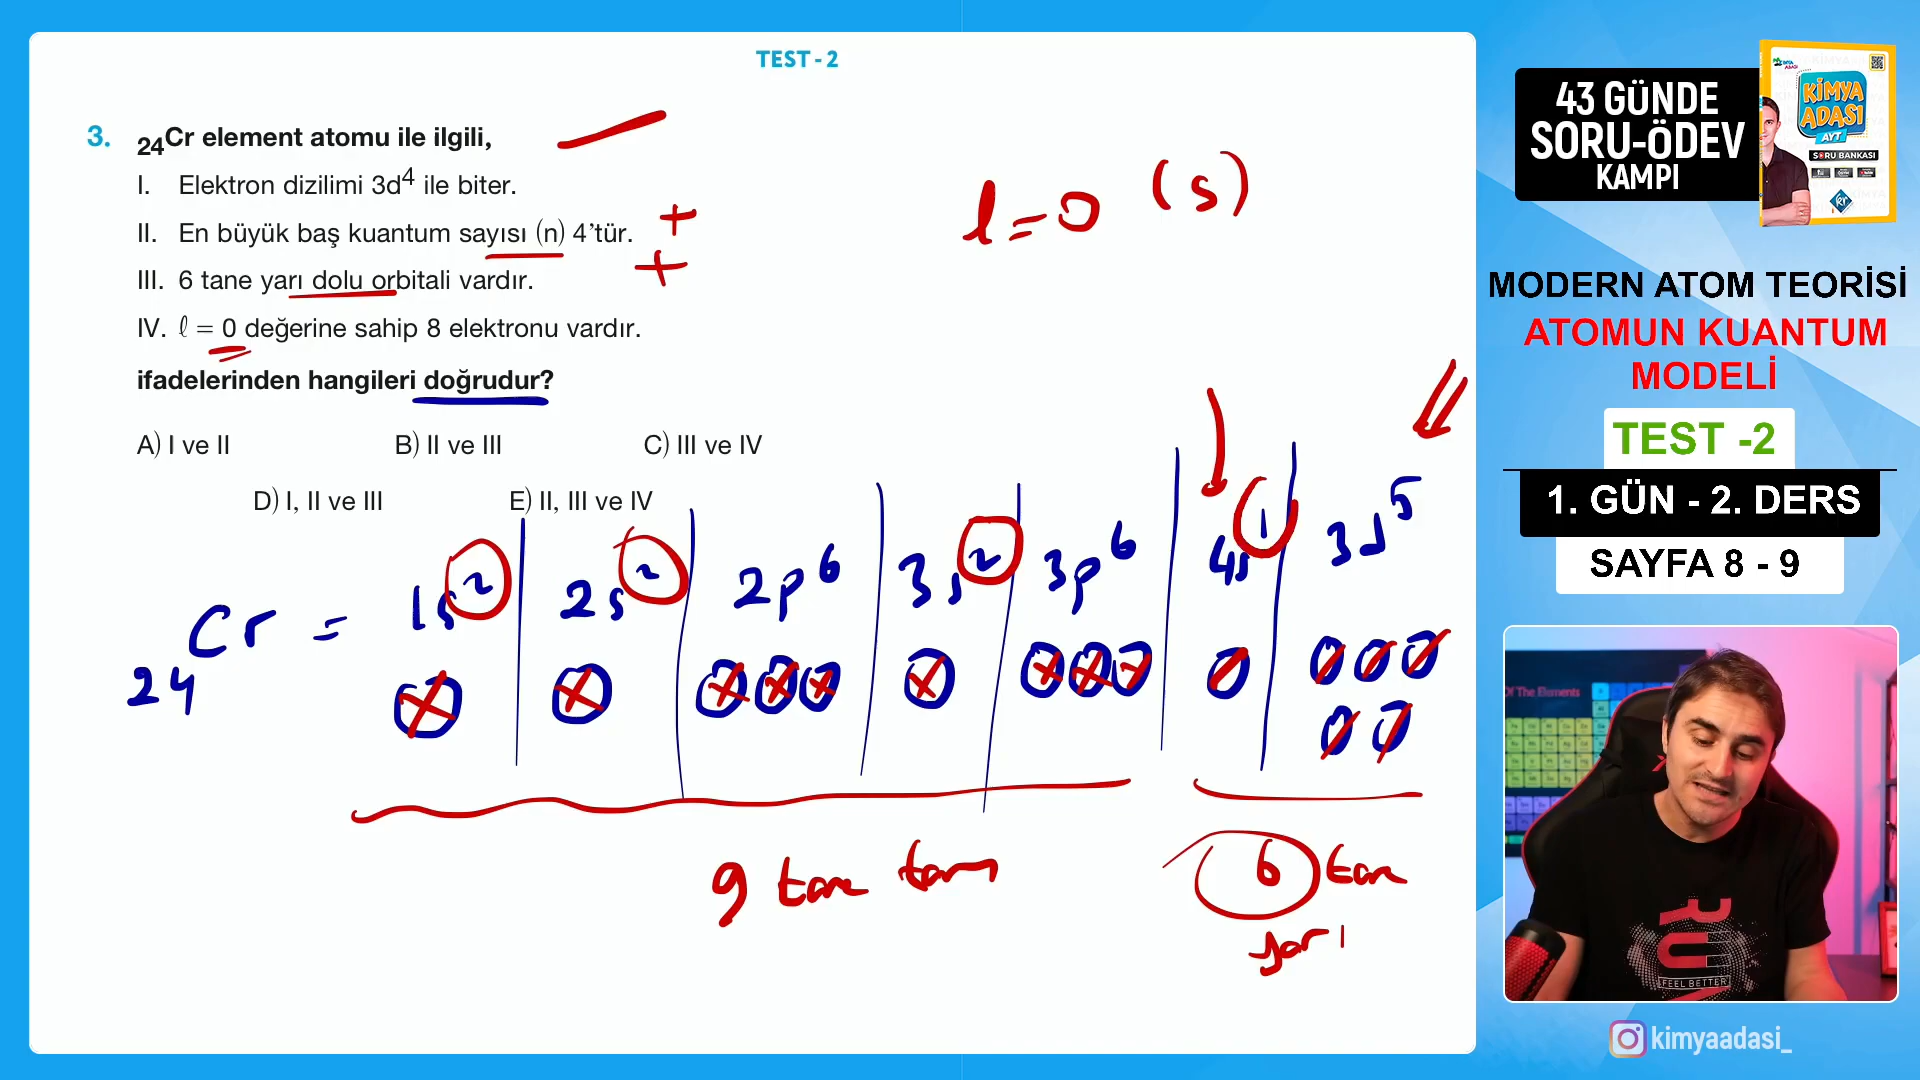 TEST - 2
3. ₂₄Cr element atomu ile ilgili,
I. Elektron dizilimi 3d⁴ ile biter.
II. En büyük baş kuantum sayısı (n) 4’tür. +
III. 6 tane yarı dolu orbitali vardır. +
IV. ℓ = 0 değerine sahip 8 elektronu vardır.
ifadelerinden hangileri doğrudur?
A) I ve II B) II ve III C) III ve IV
D) I, II ve III E) II, III ve IV
l = 0 (s)
₂₄Cr = 1s² 2s² 2p⁶ 3s² 3p⁶ 4s¹ 3d⁵
9 tane tam
6 tane
yarı
43 GÜNDE
SORU-ÖDEV
KAMPI
KİMYA
ADASI
AYT
SORU BANKASI
MODERN ATOM TEORİSİ
ATOMUN KUANTUM
MODELİ
TEST -2
1. GÜN - 2. DERS
SAYFA 8 - 9
Of The Elements
FEEL BETTER
kimyaadasi_